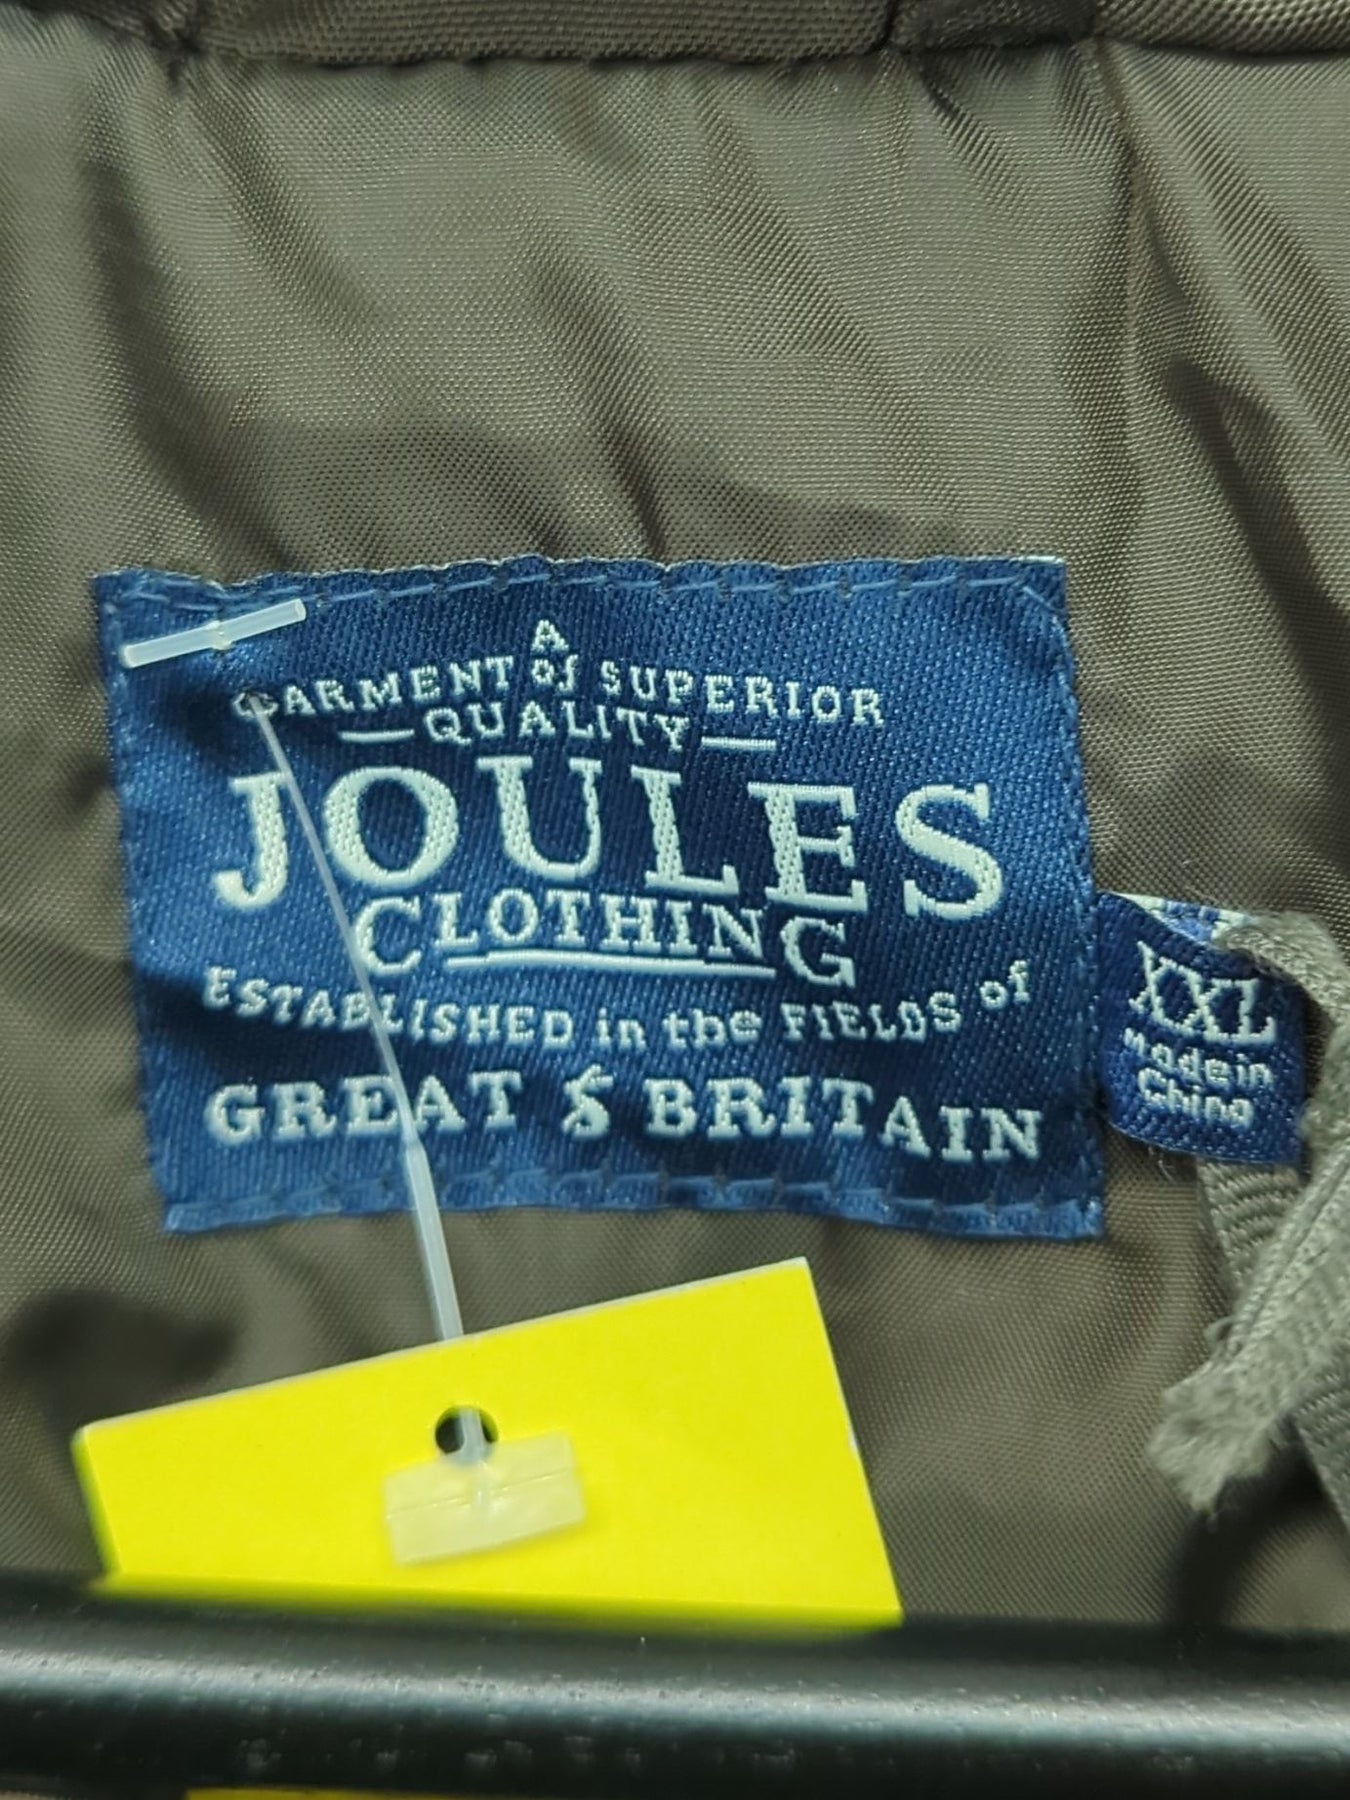 A
GARMENT of SUPERIOR
QUALITY
JOULES
CLOTHING
ESTABLISHED in the FIELDS of
GREAT & BRITAIN
XXL
Made in
China